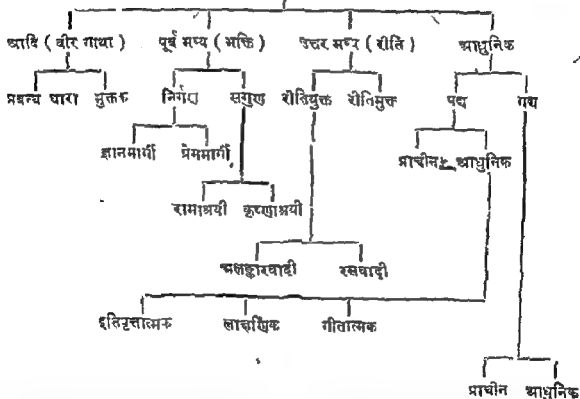 आदि (वीर गाथा) पूर्व मध्य (भक्ति) उत्तर मध्य (रीति) आधुनिक
प्रबन्ध धारा मुक्तक निर्गुण सगुण रीतियुक्त रीतिमुक्त पद्य गद्य
ज्ञानमार्गी प्रेममार्गी प्राचीन आधुनिक
रामाश्रयी कृष्णाश्रयी
अलङ्कारवादी रसवादी
इतिवृत्तात्मक लाक्षणिक गीतात्मक
प्राचीन आधुनिक